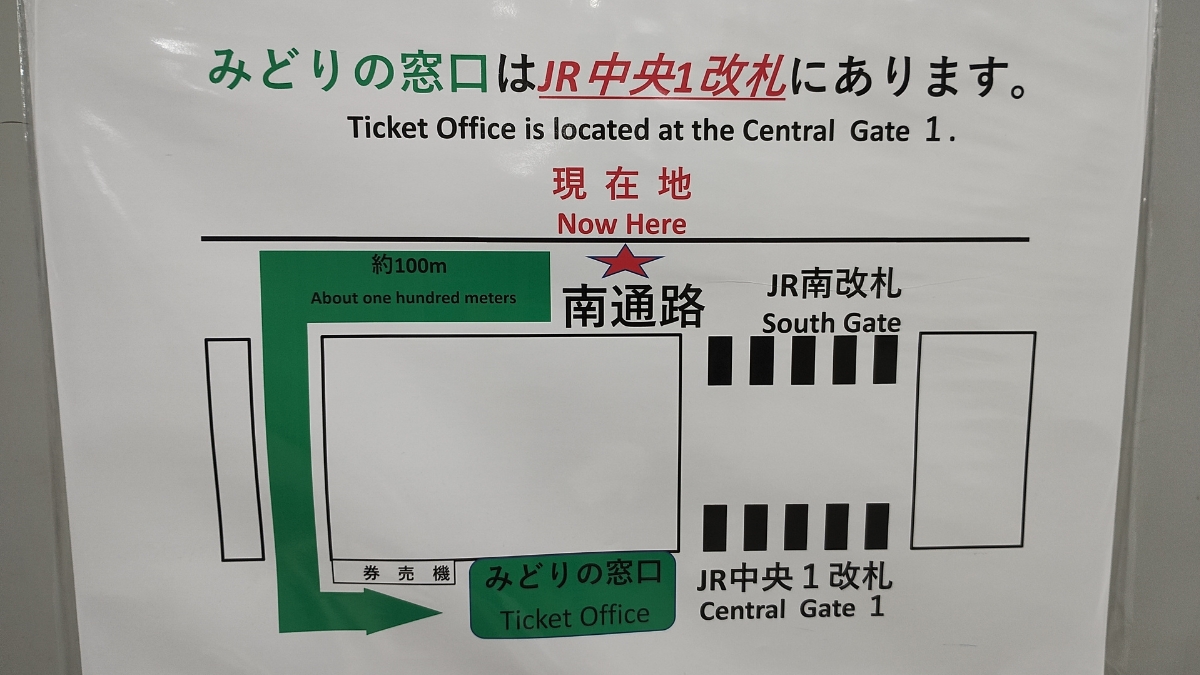 みどりの窓口はJR中央1改札にあります。
Ticket Office is located at the Central Gate 1.
現在地
Now Here
約100m
About one hundred meters
南通路
JR南改札
South Gate
券売機
みどりの窓口
Ticket Office
JR中央1改札
Central Gate 1